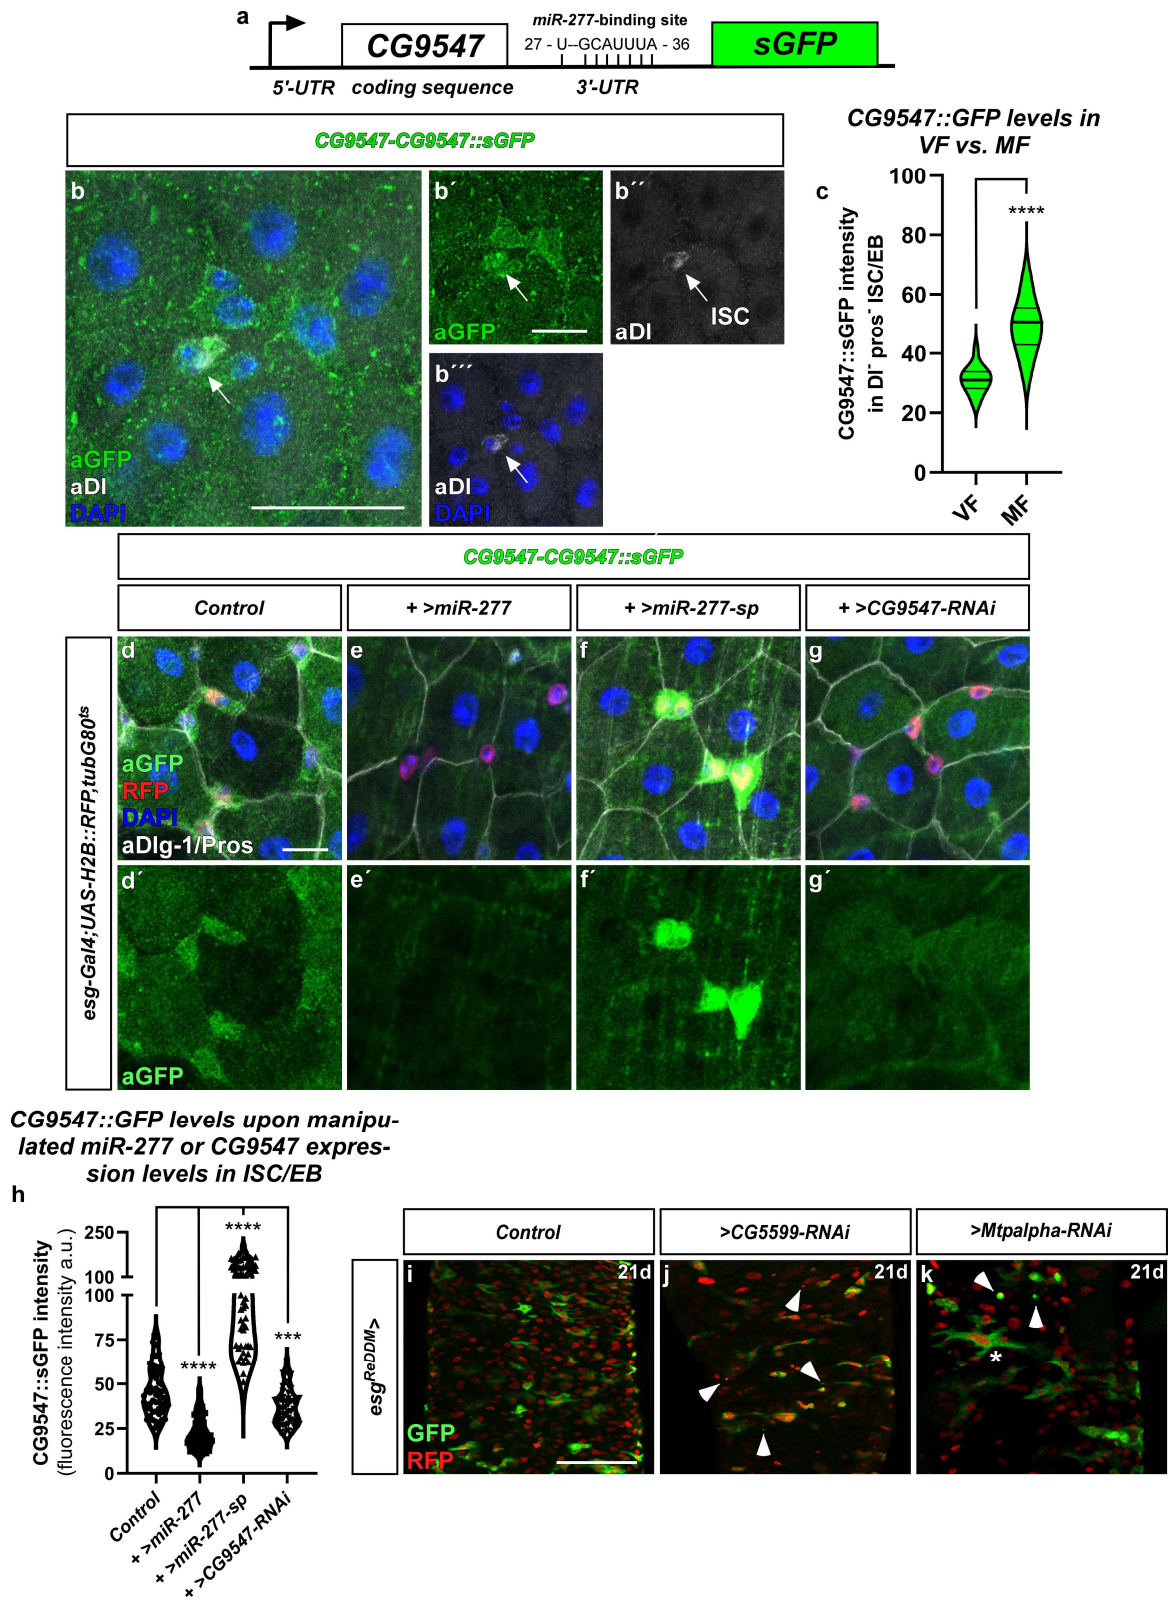 a
CG9547
miR-277-binding site
27 - U--GCAUUUA - 36
sGFP
5'-UTR coding sequence 3'-UTR
CG9547-CG9547::sGFP
b
aGFP
aDl
DAPI
b´
aGFP
b´´
ISC
aDl
b´´´
aDl
DAPI
CG9547::GFP levels in
VF vs. MF
c
CG9547::sGFP intensity
in Dl⁻ pros⁻ ISC/EB
100
80
60
40
20
0
****
VF
MF
CG9547-CG9547::sGFP
Control
+ >miR-277
+ >miR-277-sp
+ >CG9547-RNAi
esg-Gal4;UAS-H2B::RFP,tubG80ts
d
aGFP
RFP
DAPI
aDlg-1/Pros
e
f
g
d´
aGFP
e´
f´
g´
CG9547::GFP levels upon manipu-
lated miR-277 or CG9547 expres-
sion levels in ISC/EB
h
CG9547::sGFP intensity
(fluorescence intensity a.u.)
250
100
100
75
50
25
0
****
****
***
Control
+ >miR-277
+ >miR-277-sp
+ >CG9547-RNAi
Control
>CG5599-RNAi
>Mtpalpha-RNAi
esgReDDM>
i
21d
GFP
RFP
j
21d
k
21d
*